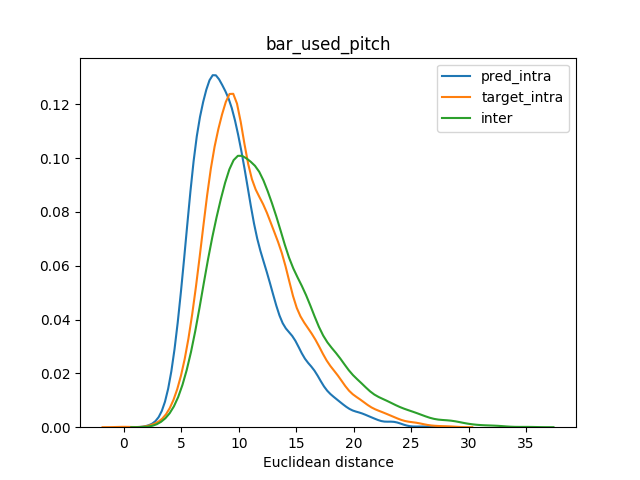 bar_used_pitch
pred_intra
target_intra
inter
0.12
0.10
0.08
0.06
0.04
0.02
0.00
0 5 10 15 20 25 30 35
Euclidean distance